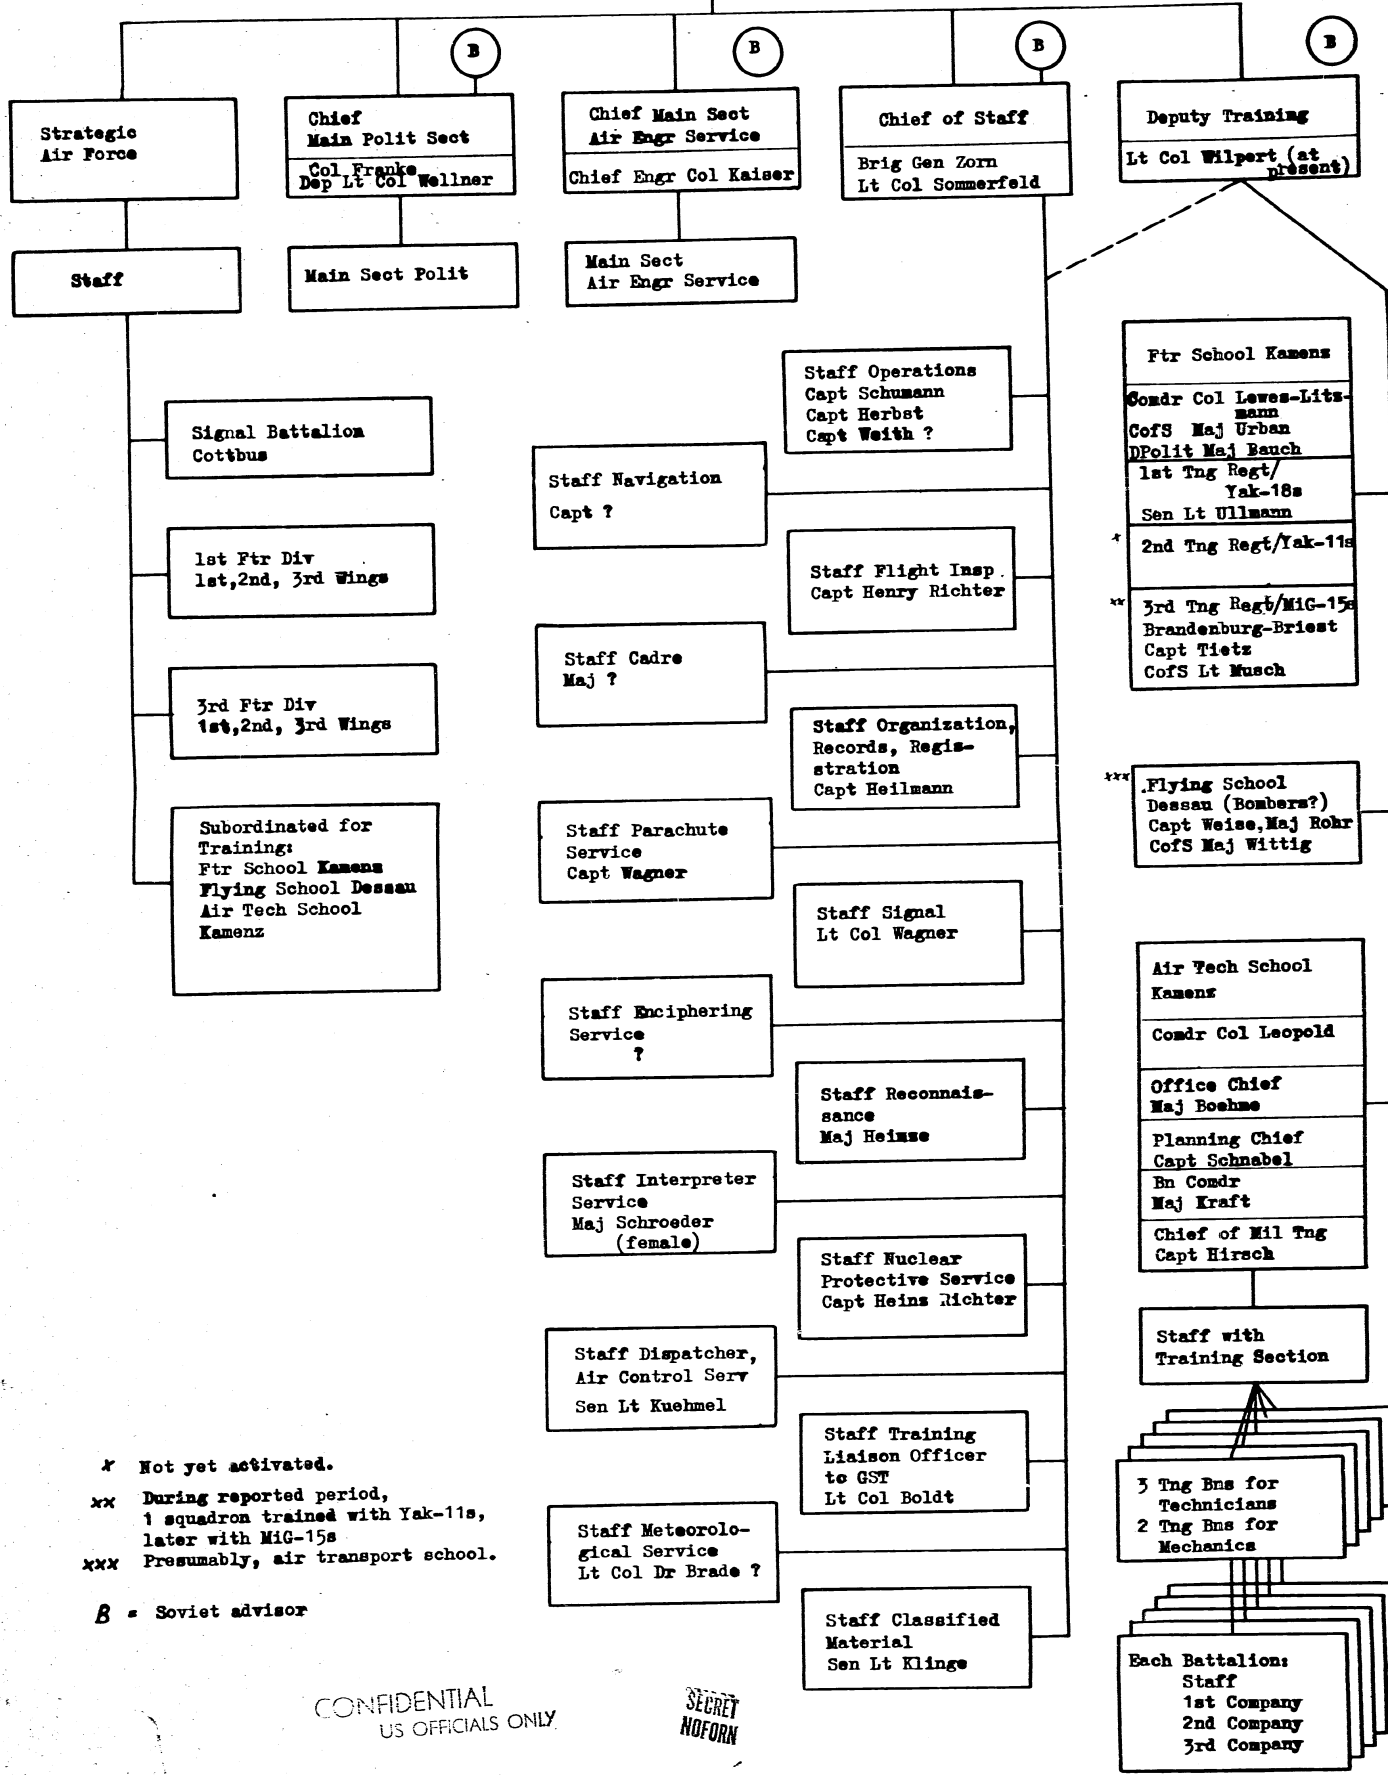 B
B
B
B
Strategic
Air Force
Chief
Main Polit Sect
Col Franke
Dep Lt Col Wellner
Chief Main Sect
Air Engr Service
Chief Engr Col Kaiser
Chief of Staff
Brig Gen Zorn
Lt Col Sommerfeld
Deputy Training
Lt Col Wilpert (at
present)
Staff
Main Sect Polit
Main Sect
Air Engr Service
Signal Battalion
Cottbus
1st Ftr Div
1st,2nd, 3rd Wings
3rd Ftr Div
1st,2nd, 3rd Wings
Subordinated for
Training:
Ftr School Kamenz
Flying School Dessau
Air Tech School
Kamenz
Staff Operations
Capt Schumann
Capt Herbst
Capt Weith ?
Staff Navigation
Capt ?
Staff Flight Insp.
Capt Henry Richter
Staff Cadre
Maj ?
Staff Organization,
Records, Regis-
stration
Capt Heilmann
Staff Parachute
Service
Capt Wagner
Staff Signal
Lt Col Wagner
Staff Enciphering
Service
?
Staff Reconnais-
sance
Maj Heimse
Staff Interpreter
Service
Maj Schroeder
(female)
Staff Nuclear
Protective Service
Capt Heinz Richter
Staff Dispatcher,
Air Control Serv
Sen Lt Kuehmel
Staff Training
Liaison Officer
to GST
Lt Col Boldt
Staff Meteorolo-
gical Service
Lt Col Dr Brade ?
Staff Classified
Material
Sen Lt Klinge
Ftr School Kamenz
Comdr Col Lewes-Litz-
mann
CofS Maj Urban
DPolit Maj Bauch
1st Tng Regt/
Yak-18s
Sen Lt Ullmann
x 2nd Tng Regt/Yak-11s
xx 3rd Tng Regt/MiG-15s
Brandenburg-Briest
Capt Tietz
CofS Lt Musch
xxx Flying School
Dessau (Bombers?)
Capt Weise,Maj Rohr
CofS Maj Wittig
Air Tech School
Kamenz
Comdr Col Leopold
Office Chief
Maj Boehme
Planning Chief
Capt Schnabel
Bn Comdr
Maj Kraft
Chief of Mil Tng
Capt Hirsch
Staff with
Training Section
3 Tng Bns for
Technicians
2 Tng Bns for
Mechanics
Each Battalion:
Staff
1st Company
2nd Company
3rd Company
x Not yet activated.
xx During reported period,
1 squadron trained with Yak-11s,
later with MiG-15s
xxx Presumably, air transport school.
B = Soviet advisor
CONFIDENTIAL
US OFFICIALS ONLY
SECRET
NOFORN